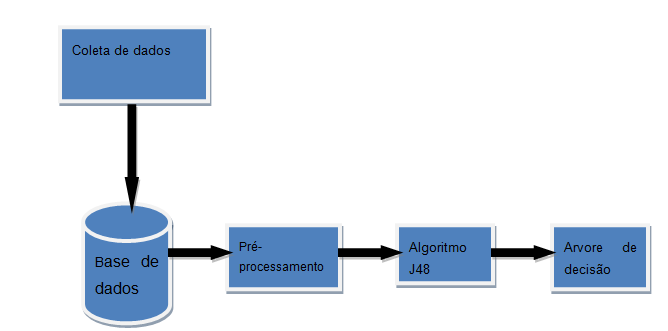 Coleta de dados
Base de
dados
Pré-
processamento
Algoritmo
J48
Arvore de
decisão